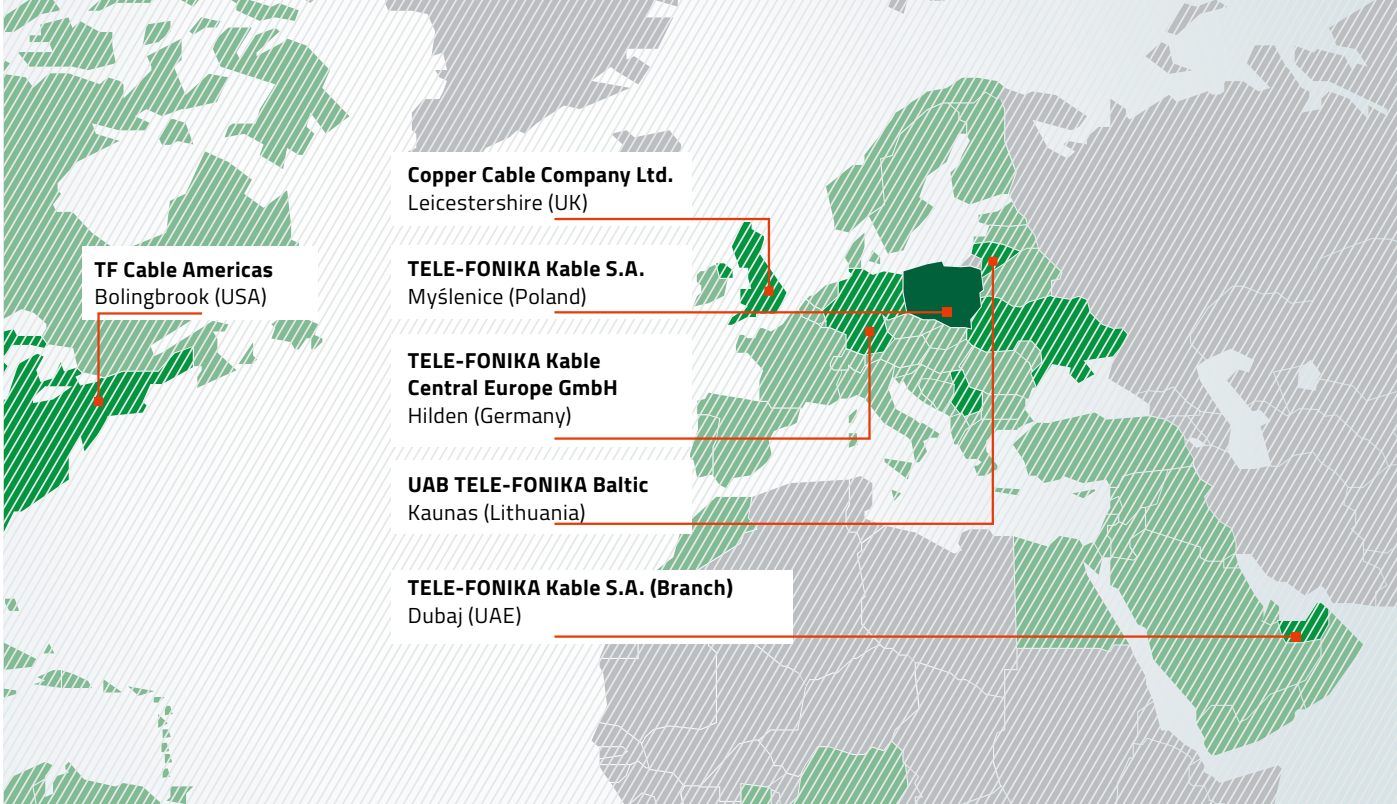 Copper Cable Company Ltd.
Leicestershire (UK)
TF Cable Americas
Bolingbrook (USA)
TELE-FONIKA Kable S.A.
Myślenice (Poland)
TELE-FONIKA Kable
Central Europe GmbH
Hilden (Germany)
UAB TELE-FONIKA Baltic
Kaunas (Lithuania)
TELE-FONIKA Kable S.A. (Branch)
Dubaj (UAE)